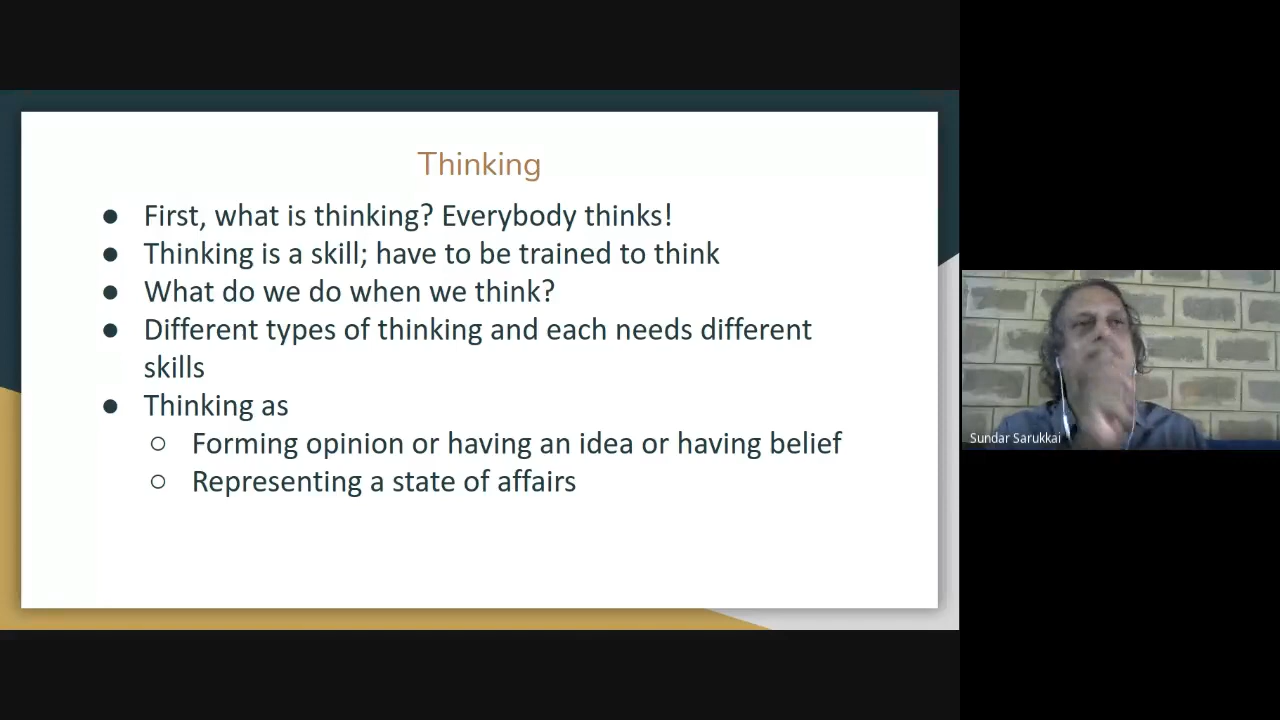 Thinking
● First, what is thinking? Everybody thinks!
● Thinking is a skill; have to be trained to think
● What do we do when we think?
● Different types of thinking and each needs different
skills
● Thinking as
○ Forming opinion or having an idea or having belief
○ Representing a state of affairs
Sundar Sarukkai